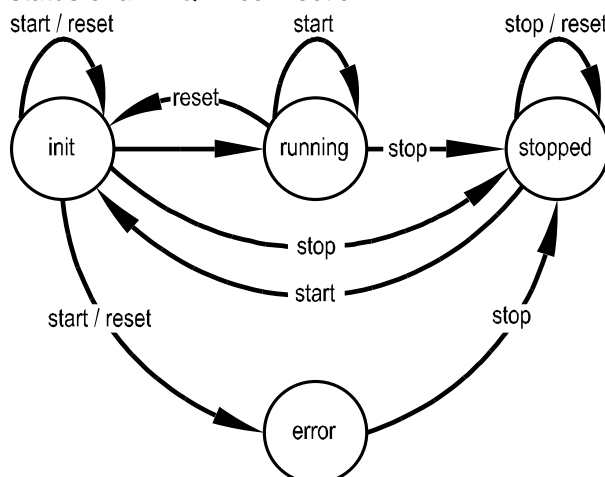 start / reset
start
stop / reset
reset
init
running
stop
stopped
stop
start
start / reset
stop
error